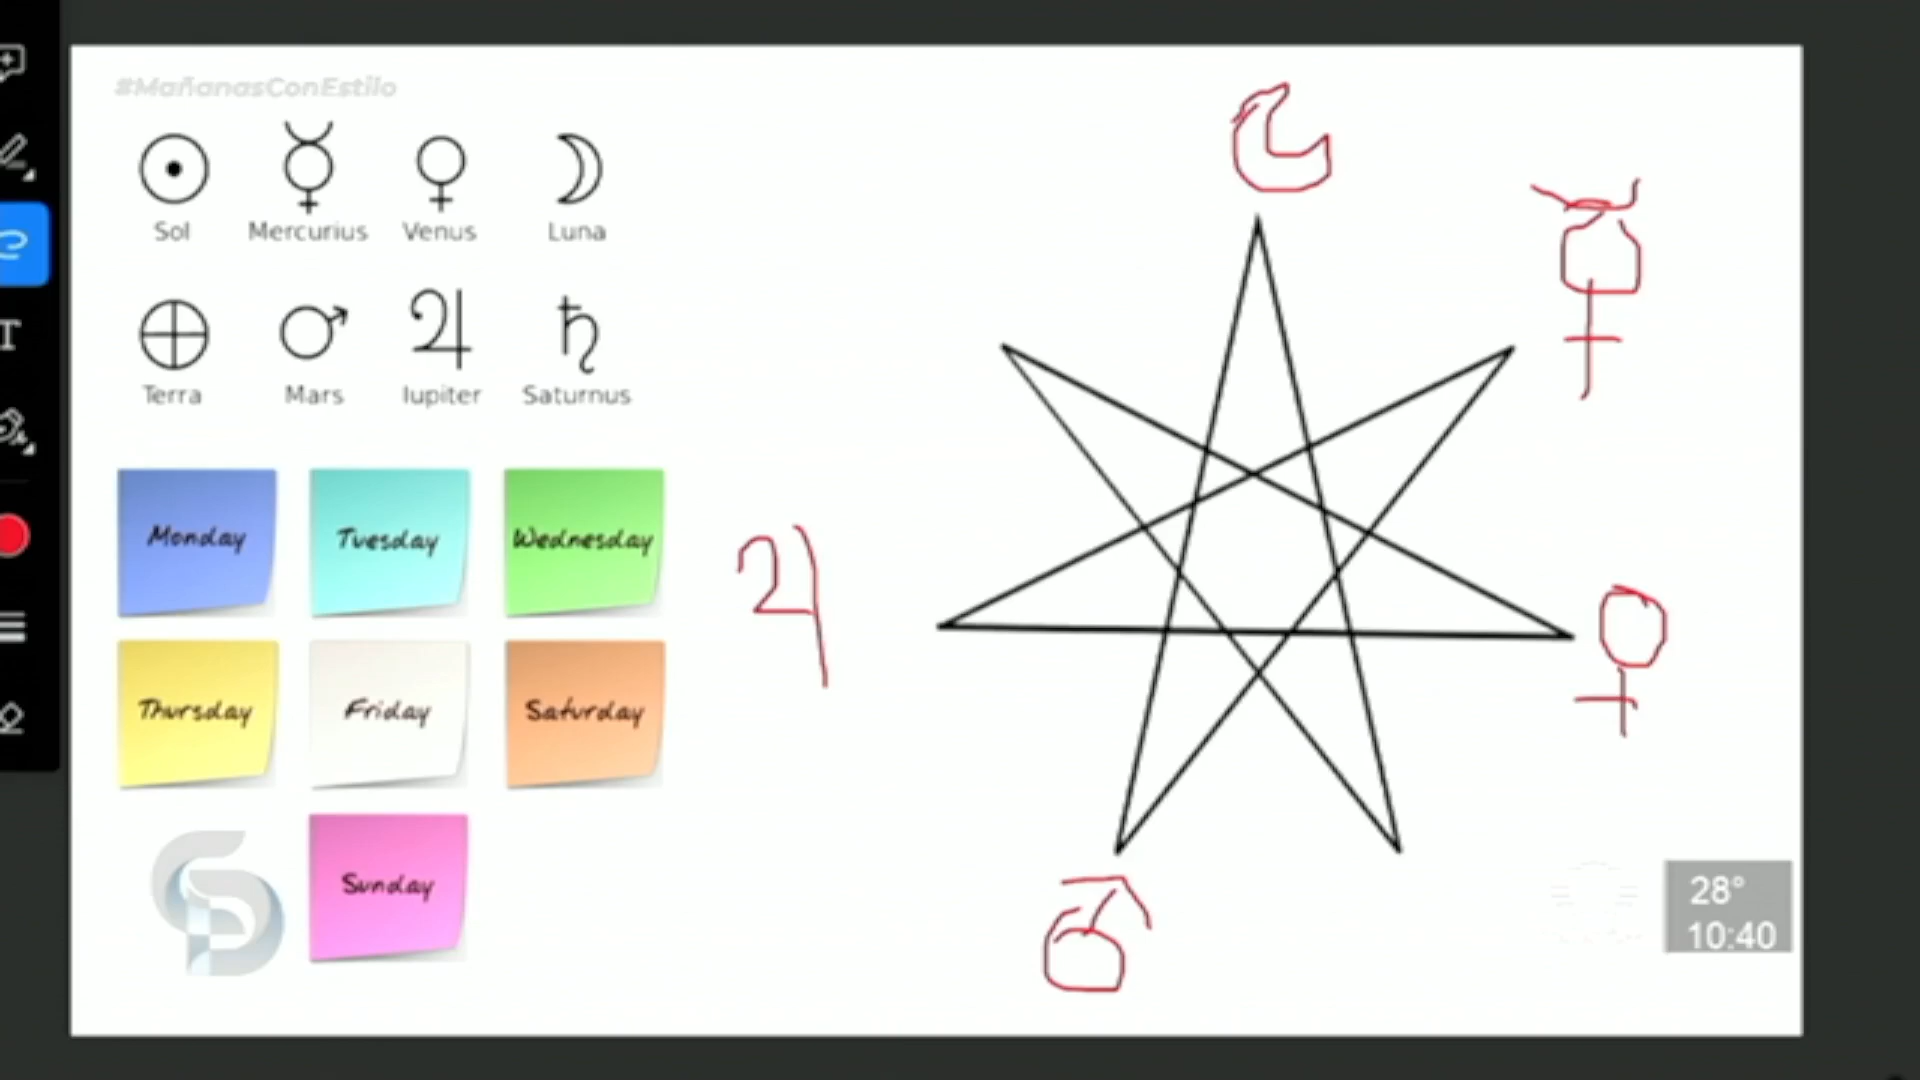 #MañanasConEstilo
Sol Mercurius Venus Luna
Terra Mars Iupiter Saturnus
Monday Tuesday Wednesday
Thursday Friday Saturday
Sunday
28°
10:40